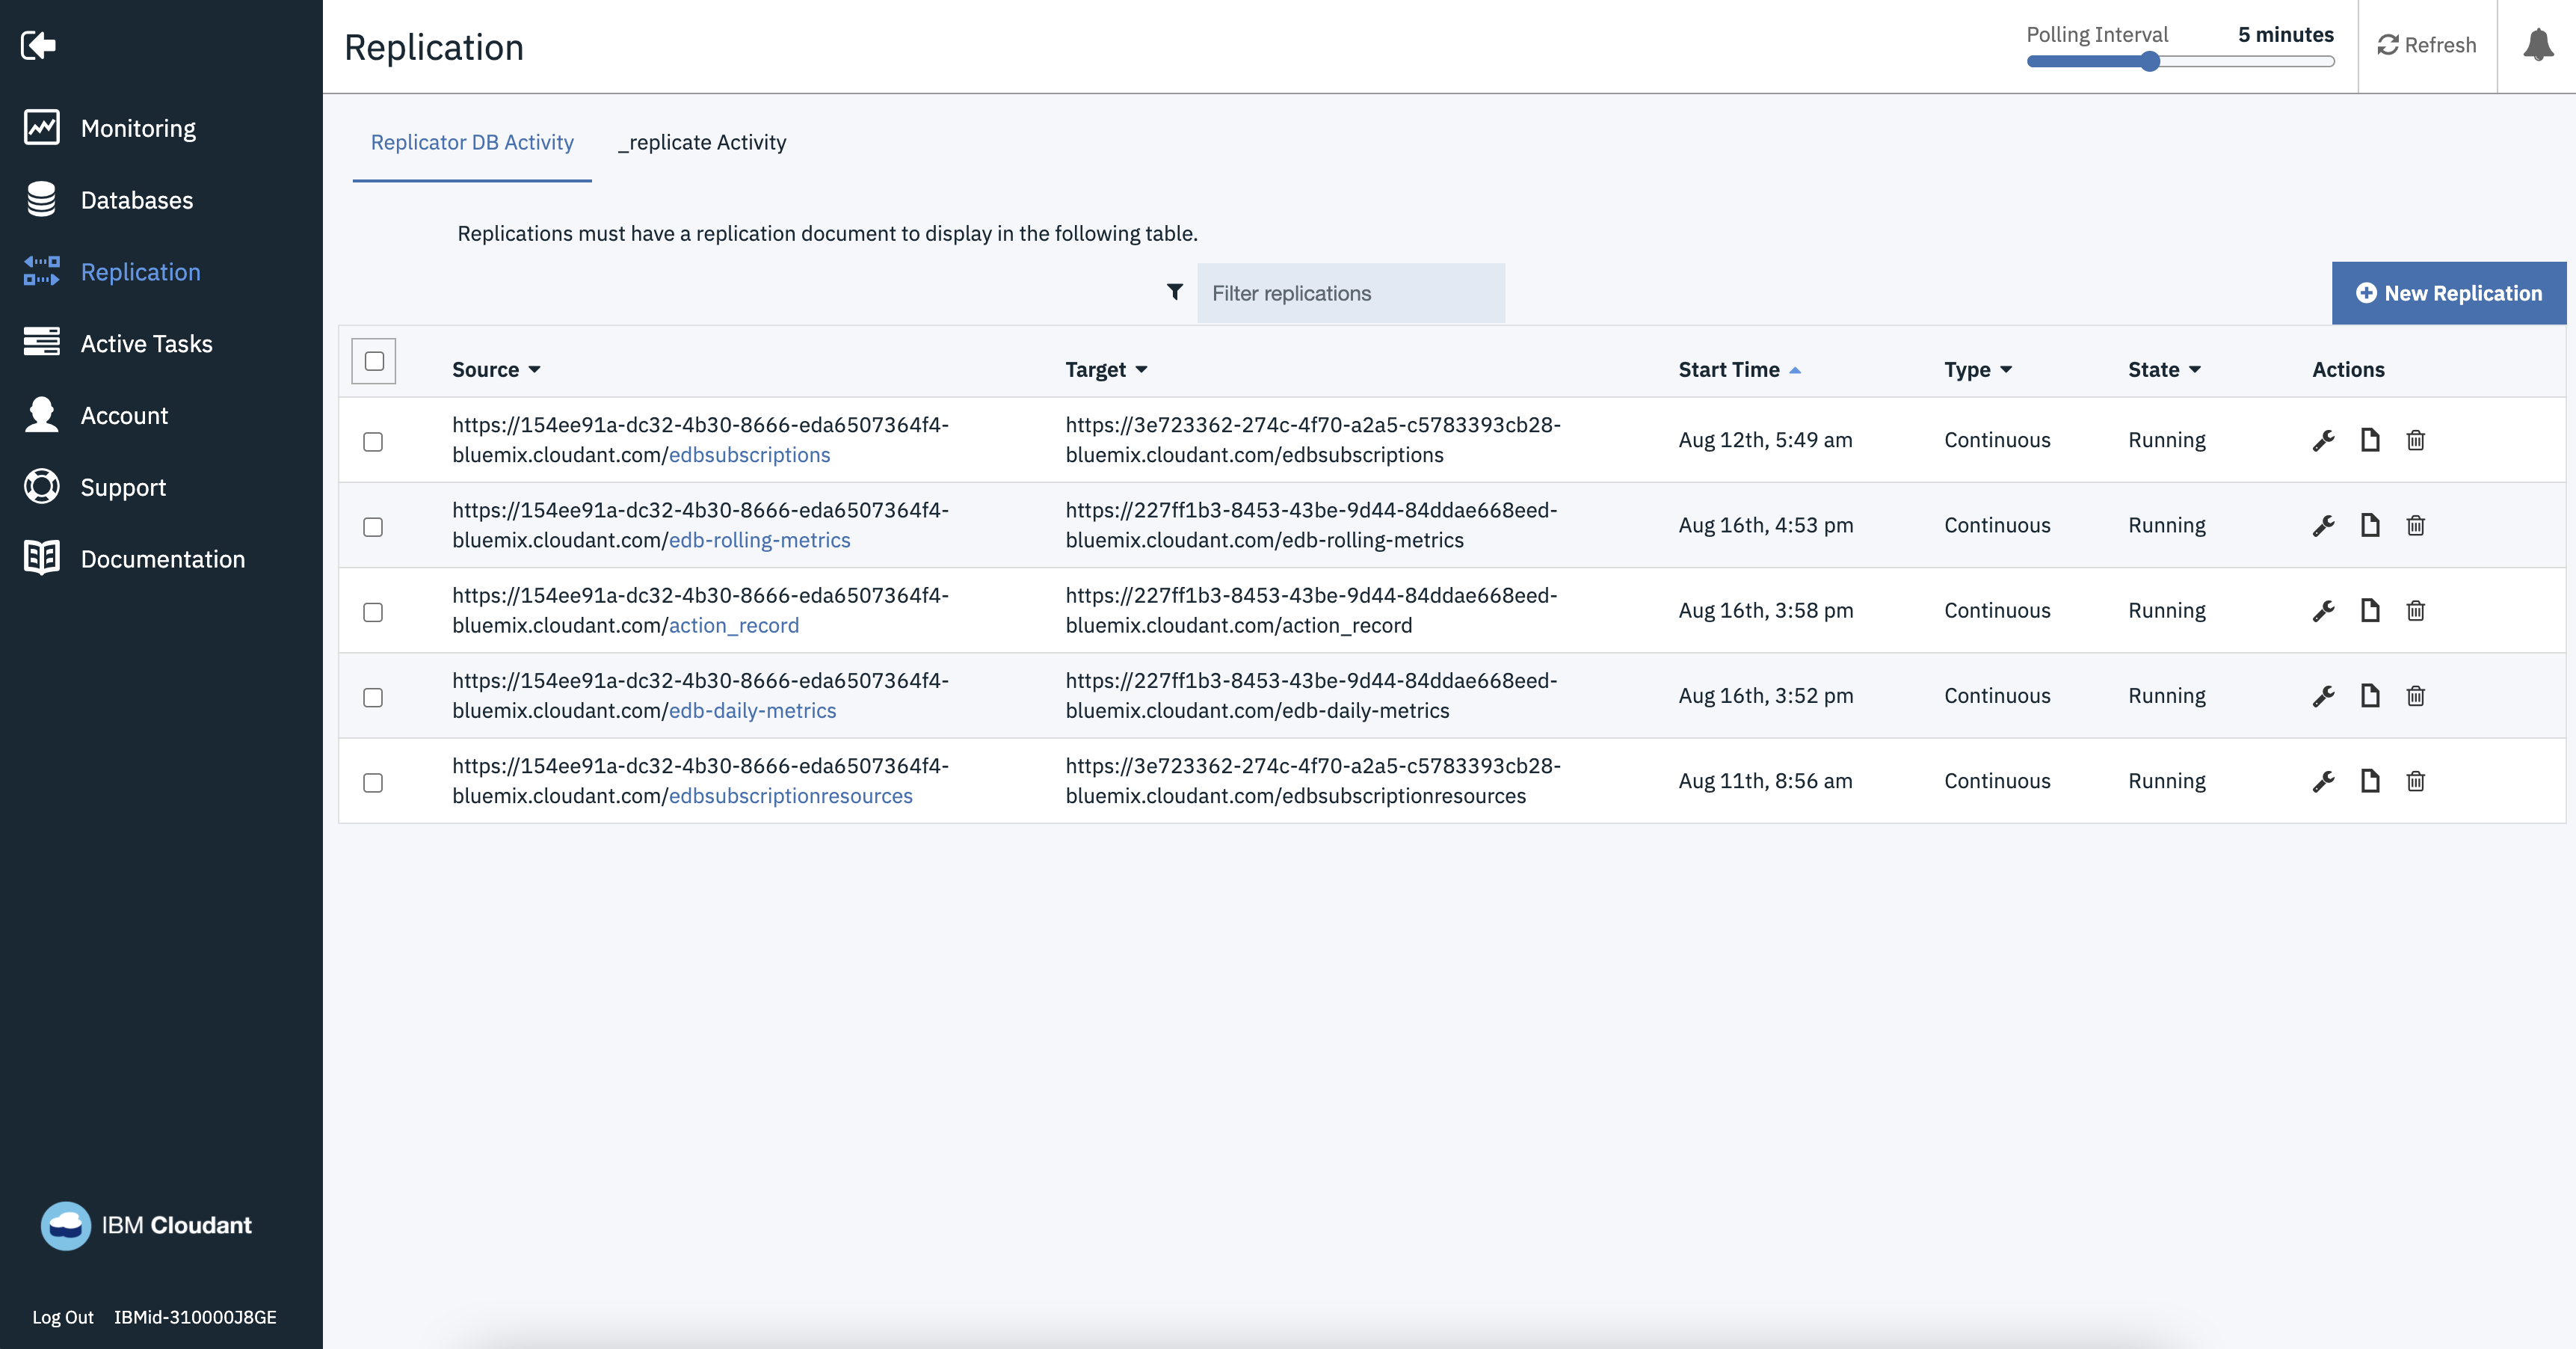 Replication
Polling Interval 5 minutes
Refresh
Monitoring
Databases
Replication
Active Tasks
Account
Support
Documentation
Replicator DB Activity _replicate Activity
Replications must have a replication document to display in the following table.
Filter replications
New Replication
Source Target Start Time Type State Actions
https://154ee91a-dc32-4b30-8666-eda6507364f4- https://3e723362-274c-4f70-a2a5-c5783393cb28-
bluemix.cloudant.com/edbsubscriptions bluemix.cloudant.com/edbsubscriptions
Aug 12th, 5:49 am Continuous Running
https://154ee91a-dc32-4b30-8666-eda6507364f4- https://227ff1b3-8453-43be-9d44-84ddae668eed-
bluemix.cloudant.com/edb-rolling-metrics bluemix.cloudant.com/edb-rolling-metrics
Aug 16th, 4:53 pm Continuous Running
https://154ee91a-dc32-4b30-8666-eda6507364f4- https://227ff1b3-8453-43be-9d44-84ddae668eed-
bluemix.cloudant.com/action_record bluemix.cloudant.com/action_record
Aug 16th, 3:58 pm Continuous Running
https://154ee91a-dc32-4b30-8666-eda6507364f4- https://227ff1b3-8453-43be-9d44-84ddae668eed-
bluemix.cloudant.com/edb-daily-metrics bluemix.cloudant.com/edb-daily-metrics
Aug 16th, 3:52 pm Continuous Running
https://154ee91a-dc32-4b30-8666-eda6507364f4- https://3e723362-274c-4f70-a2a5-c5783393cb28-
bluemix.cloudant.com/edbsubscriptionresources bluemix.cloudant.com/edbsubscriptionresources
Aug 11th, 8:56 am Continuous Running
IBM Cloudant
Log Out IBMid-310000J8GE